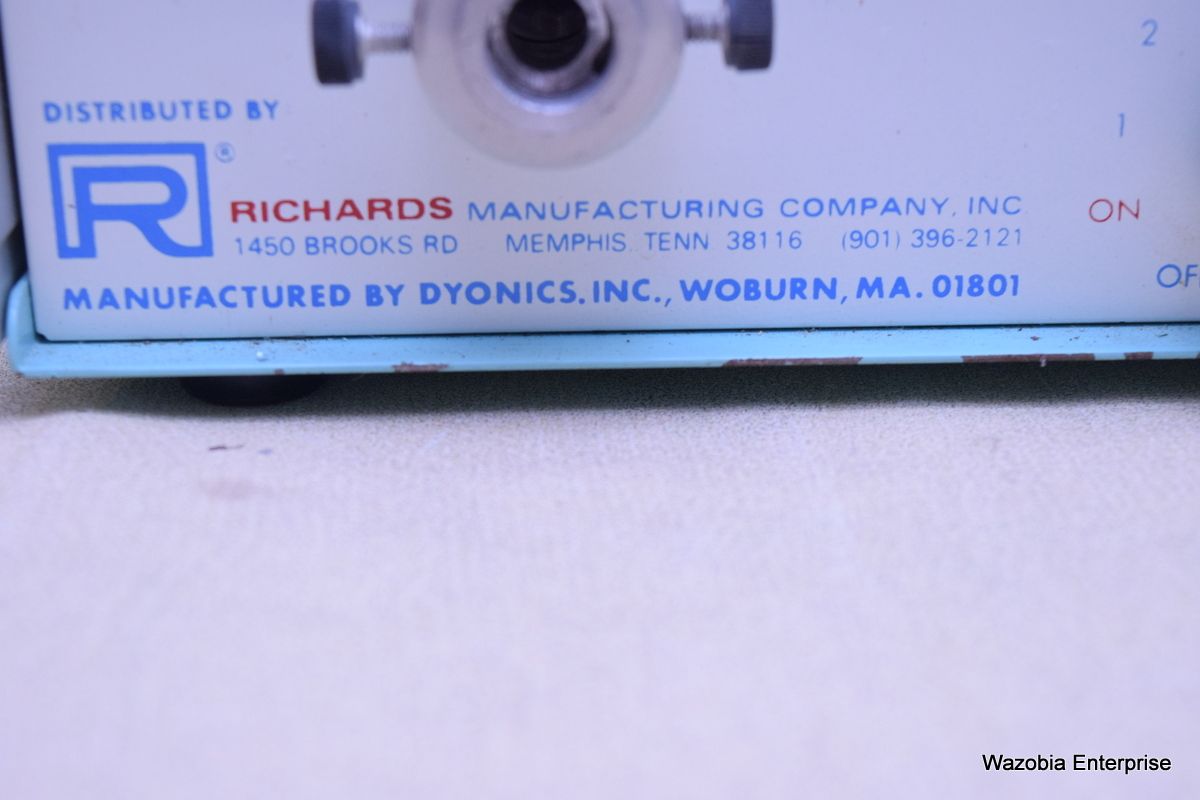 2
1
DISTRIBUTED BY
R ®
RICHARDS MANUFACTURING COMPANY, INC
ON
1450 BROOKS RD MEMPHIS, TENN 38116 (901) 396-2121
OF
MANUFACTURED BY DYONICS, INC., WOBURN, MA. 01801
Wazobia Enterprise